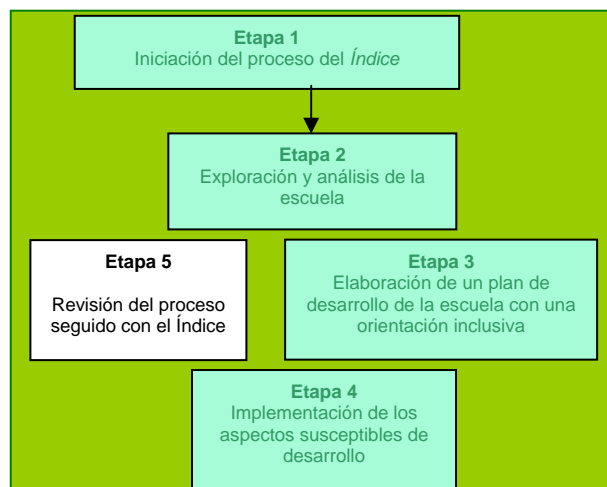 Etapa 1
Iniciación del proceso del Índice
Etapa 2
Exploración y análisis de la
escuela
Etapa 5
Revisión del proceso
seguido con el Índice
Etapa 3
Elaboración de un plan de
desarrollo de la escuela con una
orientación inclusiva
Etapa 4
Implementación de los
aspectos susceptibles de
desarrollo